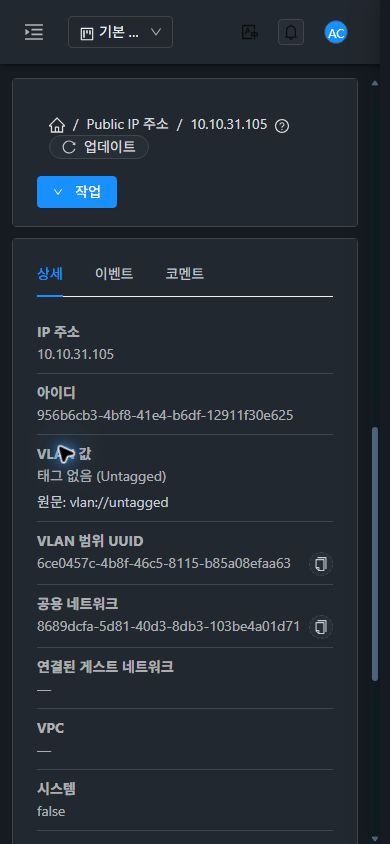 기본 ...
AC
/ Public IP 주소 / 10.10.31.105
업데이트
작업
상세 이벤트 코멘트
IP 주소
10.10.31.105
아이디
956b6cb3-4bf8-41e4-b6df-12911f30e625
VLAN 값
태그 없음 (Untagged)
원문: vlan://untagged
VLAN 범위 UUID
6ce0457c-4b8f-46c5-8115-b85a08efaa63
공용 네트워크
8689dcfa-5d81-40d3-8db3-103be4a01d71
연결된 게스트 네트워크
—
VPC
—
시스템
false